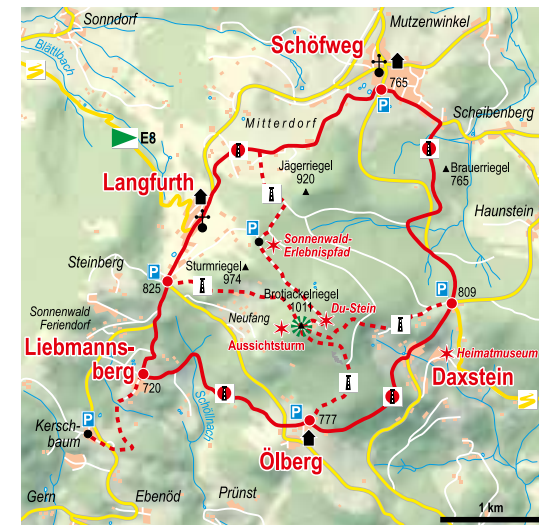 Sonndorf
Mutzenwinkel
Blättlbach
Schöfweg
765
P
Scheibenberg
Mitterdorf
E8
Jägerriegel
920
Brauerriegel
765
Langfurth
Haunstein
P
Sonnenwald-
Erlebnispfad
Steinberg
Sturmriegel
974
P
825
P
809
Brotjackelriegel
1011
Du-Stein
Sonnenwald
Feriendorf
Neufang
Aussichtsturm
Liebmanns-
berg
720
Heimatmuseum
Daxstein
Schöllbach
P
777
P
Kersch-
baum
Ölberg
Gern
Ebenöd
Prünst
1 km